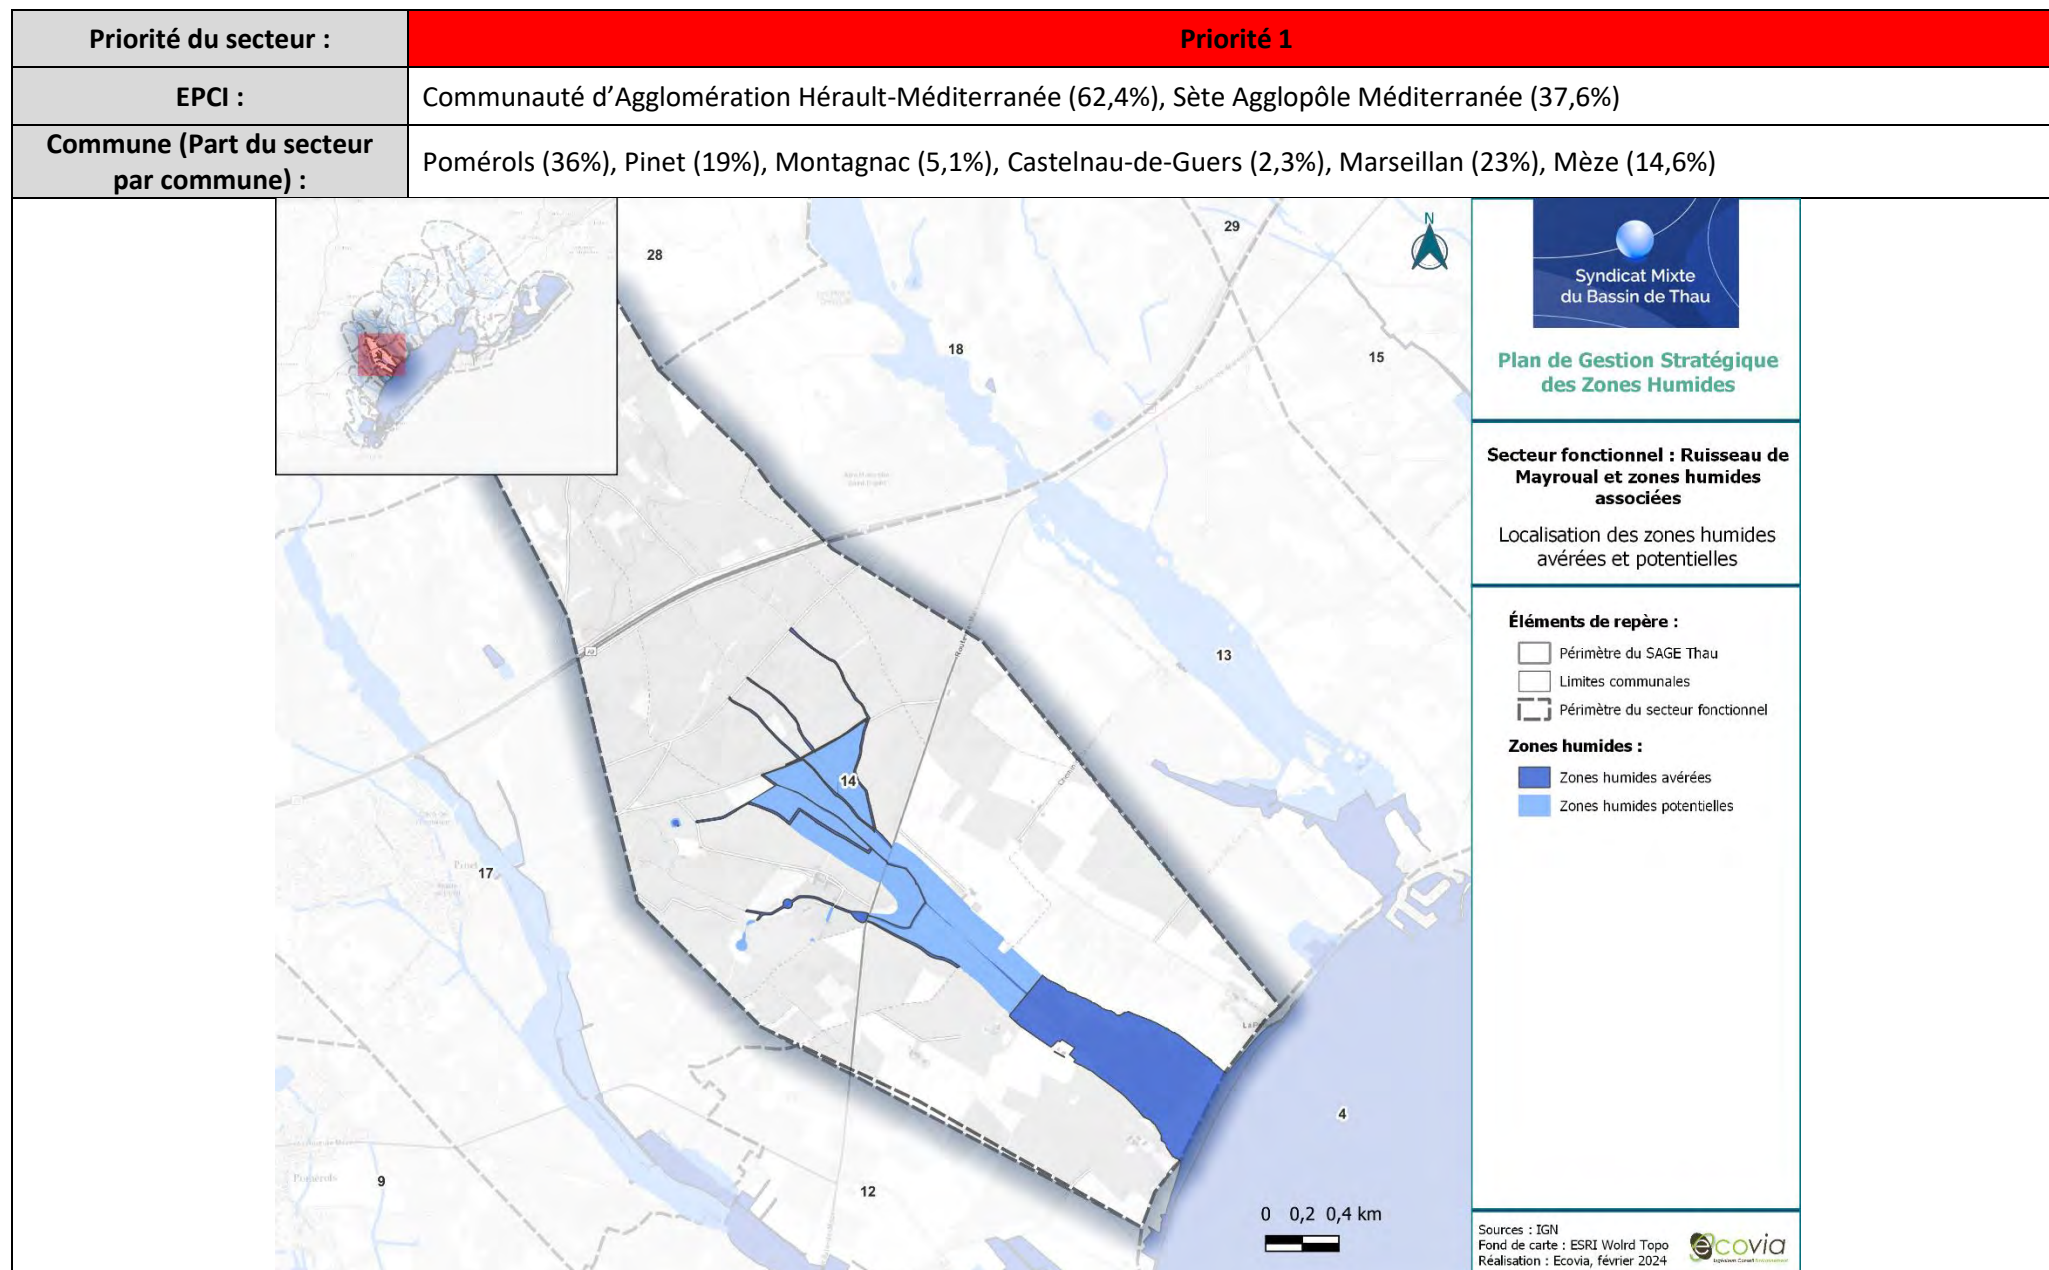 Priorité du secteur :
Priorité 1
EPCI :
Communauté d’Agglomération Hérault-Méditerranée (62,4%), Sète Agglopôle Méditerranée (37,6%)
Commune (Part du secteur
par commune) :
Pomérols (36%), Pinet (19%), Montagnac (5,1%), Castelnau-de-Guers (2,3%), Marseillan (23%), Mèze (14,6%)
28
29
N
18
15
13
14
17
Pinet
Pomérols
9
12
4
0 0,2 0,4 km
Syndicat Mixte
du Bassin de Thau
Plan de Gestion Stratégique
des Zones Humides
Secteur fonctionnel : Ruisseau de
Mayroual et zones humides
associées
Localisation des zones humides
avérées et potentielles
Éléments de repère :
Périmètre du SAGE Thau
Limites communales
Périmètre du secteur fonctionnel
Zones humides :
Zones humides avérées
Zones humides potentielles
Sources : IGN
Fond de carte : ESRI Wolrd Topo
Réalisation : Ecovia, février 2024
ecovia